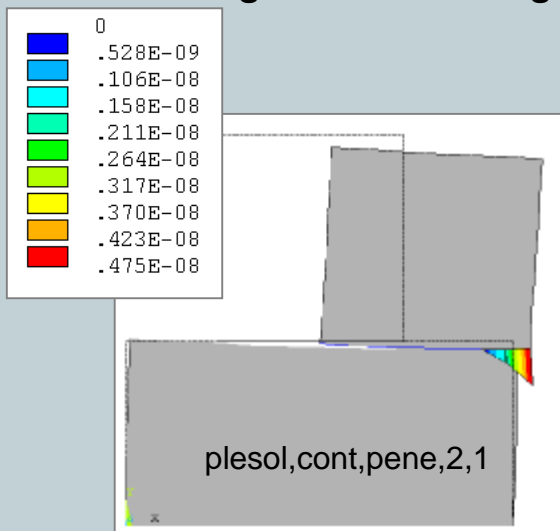 0
.528E-09
.106E-08
.158E-08
.211E-08
.264E-08
.317E-08
.370E-08
.423E-08
.475E-08
plesol,cont,pene,2,1
X